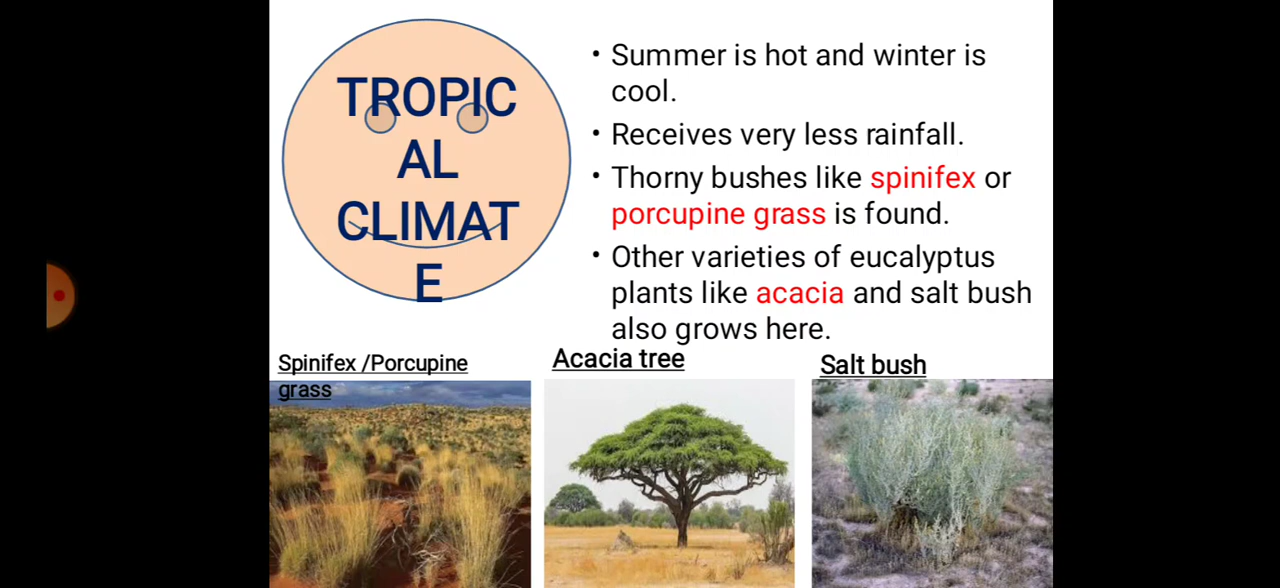 TROPIC
AL
CLIMAT
E
• Summer is hot and winter is
cool.
• Receives very less rainfall.
• Thorny bushes like spinifex or
porcupine grass is found.
• Other varieties of eucalyptus
plants like acacia and salt bush
also grows here.
Spinifex /Porcupine
grass
Acacia tree
Salt bush